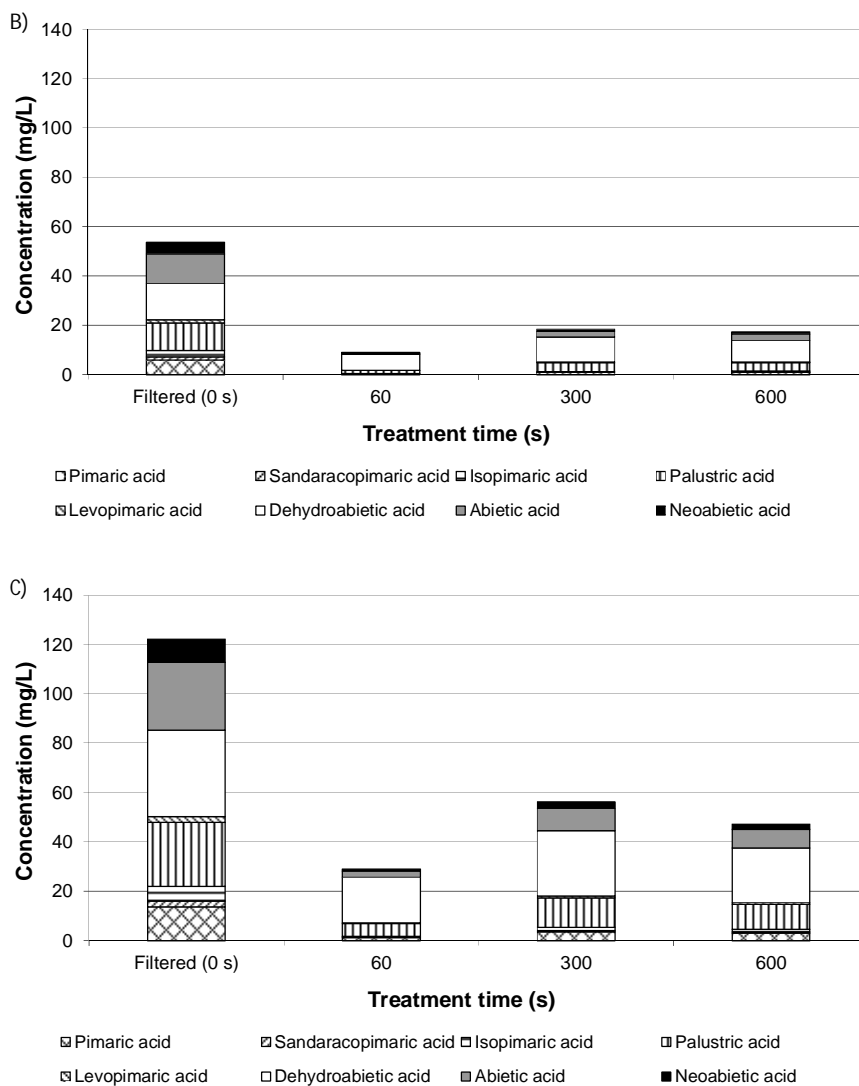 B)
140
120
100
80
60
40
20
0
Concentration (mg/L)
Filtered (0 s) 60 300 600
Treatment time (s)
Pimaric acid Sandaracopimaric acid Isopimaric acid Palustric acid
Levopimaric acid Dehydroabietic acid Abietic acid Neoabietic acid
C)
140
120
100
80
60
40
20
0
Concentration (mg/L)
Filtered (0 s) 60 300 600
Treatment time (s)
Pimaric acid Sandaracopimaric acid Isopimaric acid Palustric acid
Levopimaric acid Dehydroabietic acid Abietic acid Neoabietic acid